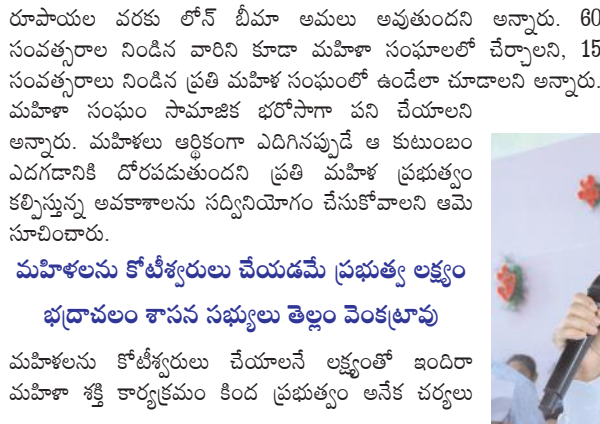 రూపాయల వరకు లోన్ బీమా అమలు అవుతుందని అన్నారు. 60
సంవత్సరాల నిండిన వారిని కూడా మహిళా సంఘాలలో చేర్చాలని, 15
సంవత్సరాలు నిండిన ప్రతి మహిళ సంఘంలో ఉండేలా చూడాలని అన్నారు.
మహిళా సంఘం సామాజిక భరోసాగా పని చేయాలని
అన్నారు. మహిళలు ఆర్థికంగా ఎదిగినప్పుడే ఆ కుటుంబం
ఎదగడానికి దోరపడుతుందని ప్రతి మహిళ ప్రభుత్వం
కల్పిస్తున్న అవకాశాలను సద్వినియోగం చేసుకోవాలని ఆమె
సూచించారు.
మహిళలను కోటీశ్వరులు చేయడమే ప్రభుత్వ లక్ష్యం
భద్రాచలం శాసన సభ్యులు తెల్లం వెంకట్రావు
మహిళలను కోటీశ్వరులు చేయాలనే లక్ష్యంతో ఇందిరా
మహిళా శక్తి కార్యక్రమం కింద ప్రభుత్వం అనేక చర్యలు